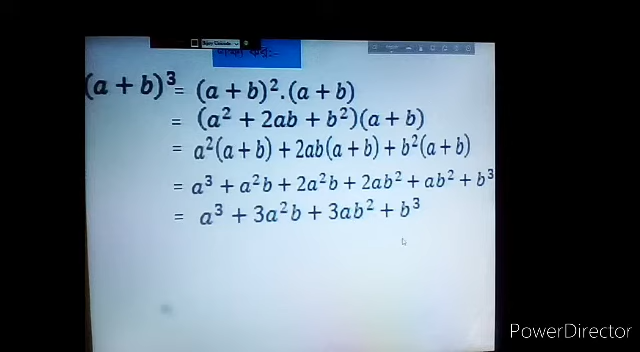 (a + b)³ = (a + b)².(a + b)
= (a² + 2ab + b²)(a + b)
= a²(a + b) + 2ab(a + b) + b²(a + b)
= a³ + a²b + 2a²b + 2ab² + ab² + b³
= a³ + 3a²b + 3ab² + b³
PowerDirector